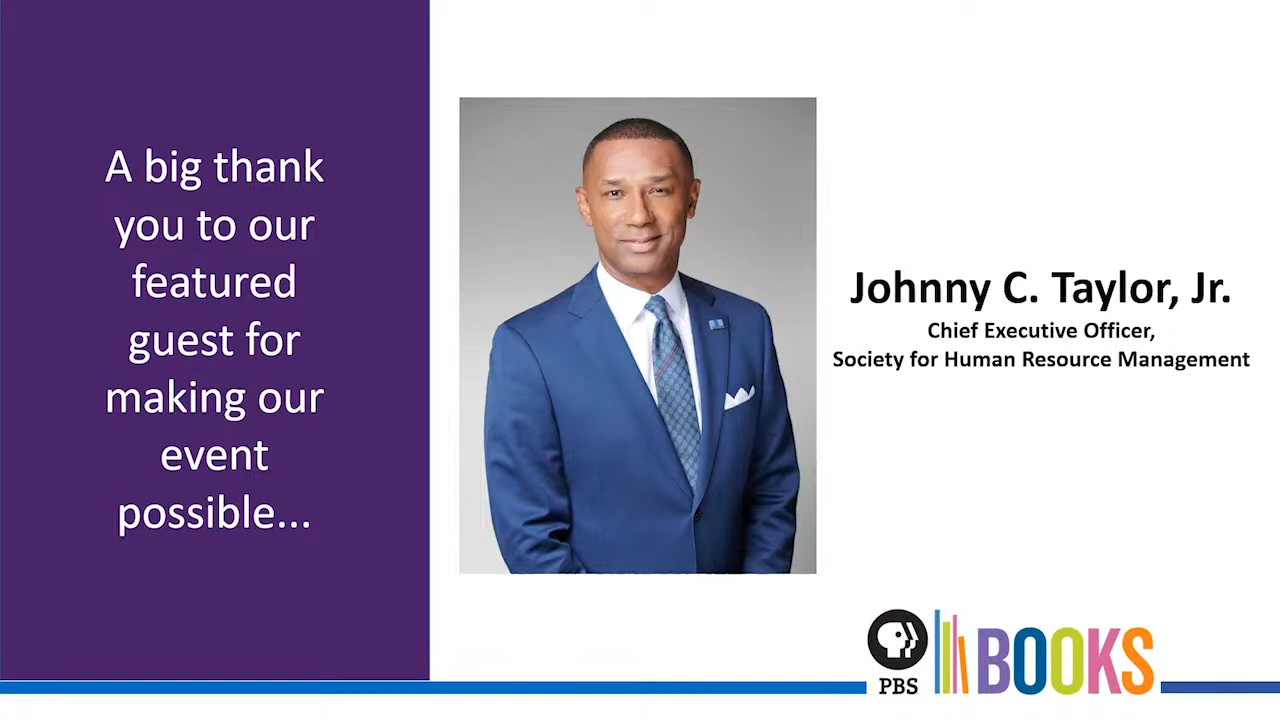 A big thank
you to our
featured
guest for
making our
event
possible...
Johnny C. Taylor, Jr.
Chief Executive Officer,
Society for Human Resource Management
PBS
BOOKS